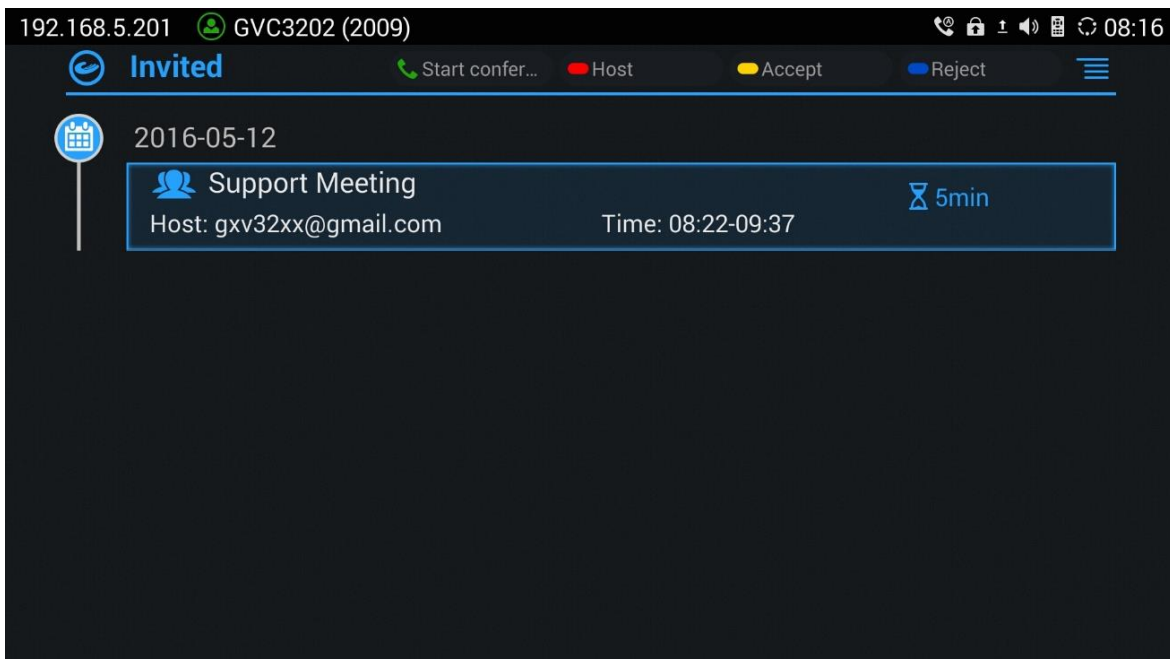 192.168.5.201 GVC3202 (2009) 08:16
Invited Start confer... Host Accept Reject
2016-05-12
Support Meeting
5min
Host: gxv32xx@gmail.com Time: 08:22-09:37